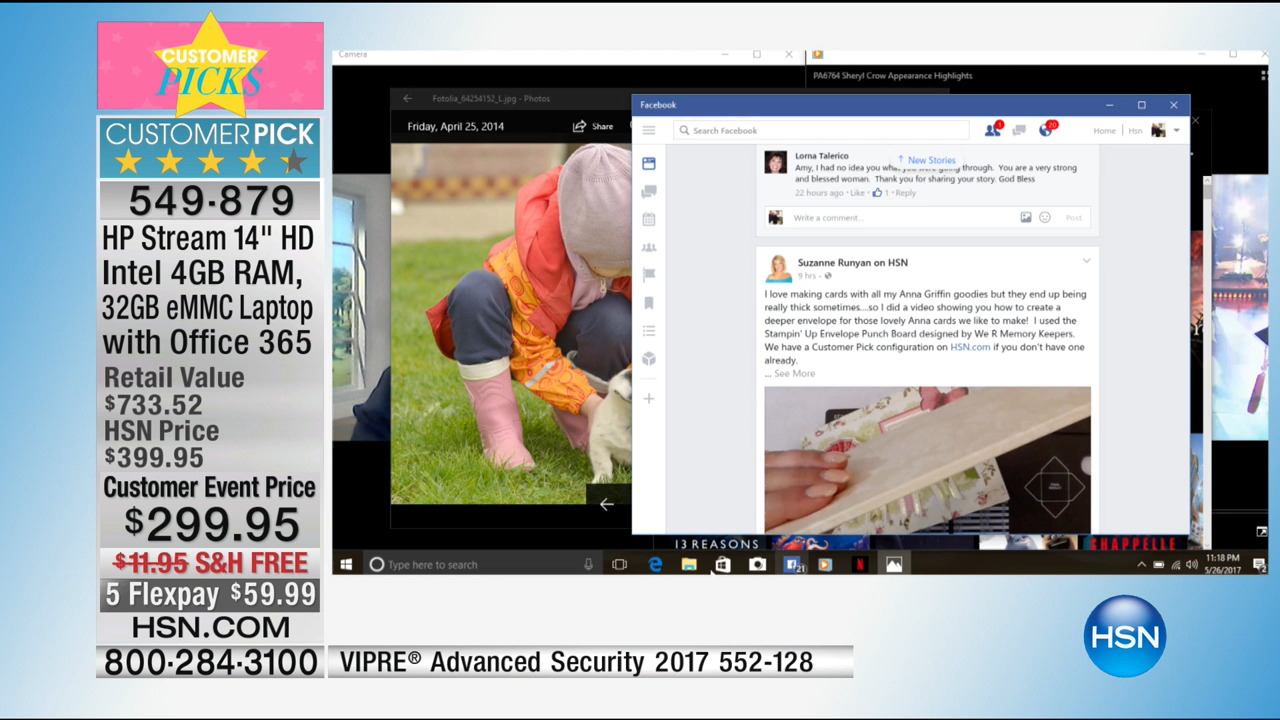 CUSTOMER
PICKS
CUSTOMER PICK
549·879
HP Stream 14" HD
Intel 4GB RAM,
32GB eMMC Laptop
with Office 365
Retail Value
$733.52
HSN Price
$399.95
Customer Event Price
$299.95
$11.95 S&H FREE
5 Flexpay $59.99
HSN.COM
800·284·3100
VIPRE® Advanced Security 2017 552-128
HSN
Camera
PA6764 Sheryl Crow Appearance Highlights
Fotolia_64254152_L.jpg - Photos
Friday, April 25, 2014
Share
Facebook
Search Facebook
1
20
Home
Hsn
Lorna Talerico
↑ New Stories
Amy, I had no idea you what you were going through. You are a very strong
and blessed woman. Thank you for sharing your story. God Bless
22 hours ago · Like · 1 · Reply
Write a comment...
Post
Suzanne Runyan on HSN
9 hrs ·
I love making cards with all my Anna Griffin goodies but they end up being
really thick sometimes....so I did a video showing you how to create a
deeper envelope for those lovely Anna cards we like to make! I used the
Stampin' Up Envelope Punch Board designed by We R Memory Keepers.
We have a Customer Pick configuration on HSN.com if you don't have one
already.
... See More
13 REASONS
CHAPPELLE
Type here to search
21
11:18 PM
5/26/2017
2